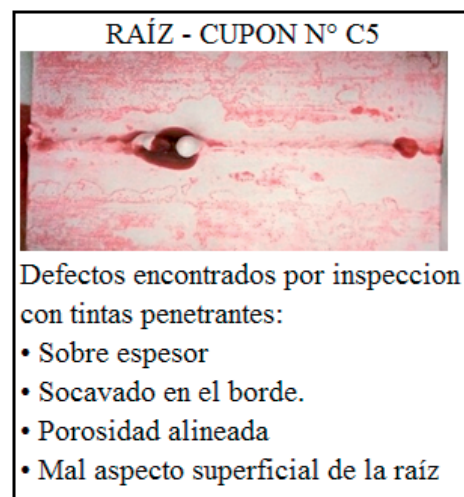 RAÍZ - CUPON N° C5
Defectos encontrados por inspeccion
con tintas penetrantes:
• Sobre espesor
• Socavado en el borde.
• Porosidad alineada
• Mal aspecto superficial de la raíz